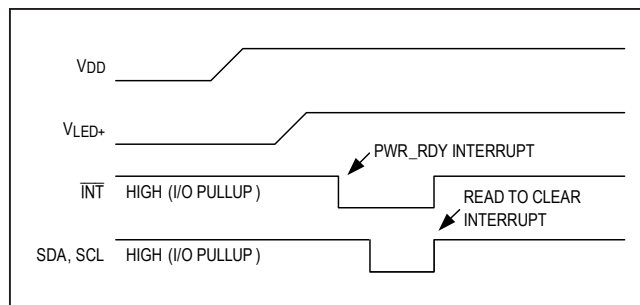 VDD
VLED+
PWR_RDY INTERRUPT
INT HIGH (I/O PULLUP )
READ TO CLEAR
INTERRUPT
SDA, SCL HIGH (I/O PULLUP )